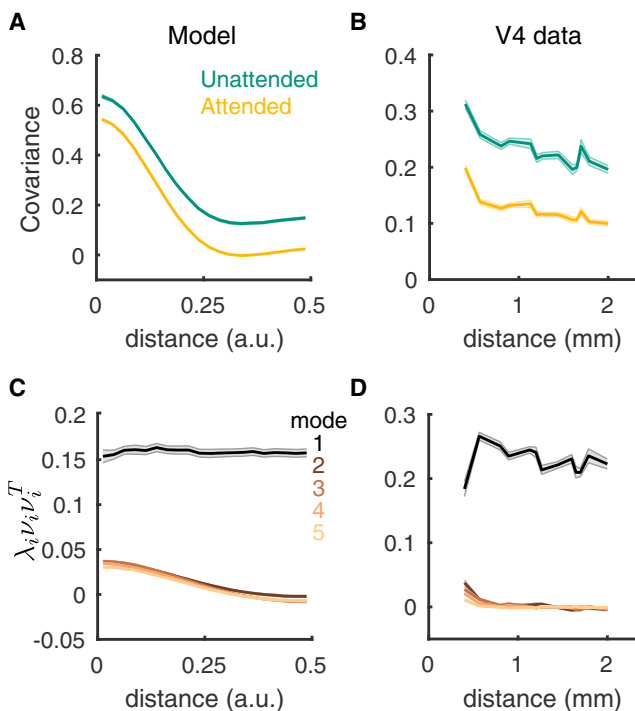 A
Model
Unattended
Attended
Covariance
0.8
0.6
0.4
0.2
0
0
0.25
0.5
distance (a.u.)
B
V4 data
0.4
0.3
0.2
0.1
0
0
1
2
distance (mm)
C
mode
1
2
3
4
5
λᵢνᵢνᵢᵀ
0.2
0.15
0.1
0.05
0
-0.05
0
0.25
0.5
distance (a.u.)
D
0.3
0.2
0.1
0
0
1
2
distance (mm)